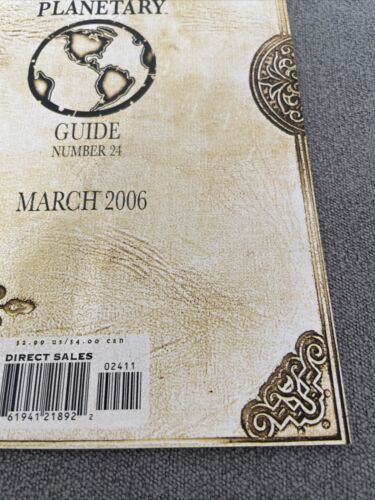 PLANETARY
GUIDE
NUMBER 24
MARCH 2006
$2.99 us/$4.00 can
DIRECT SALES
02411
61941 21892 2